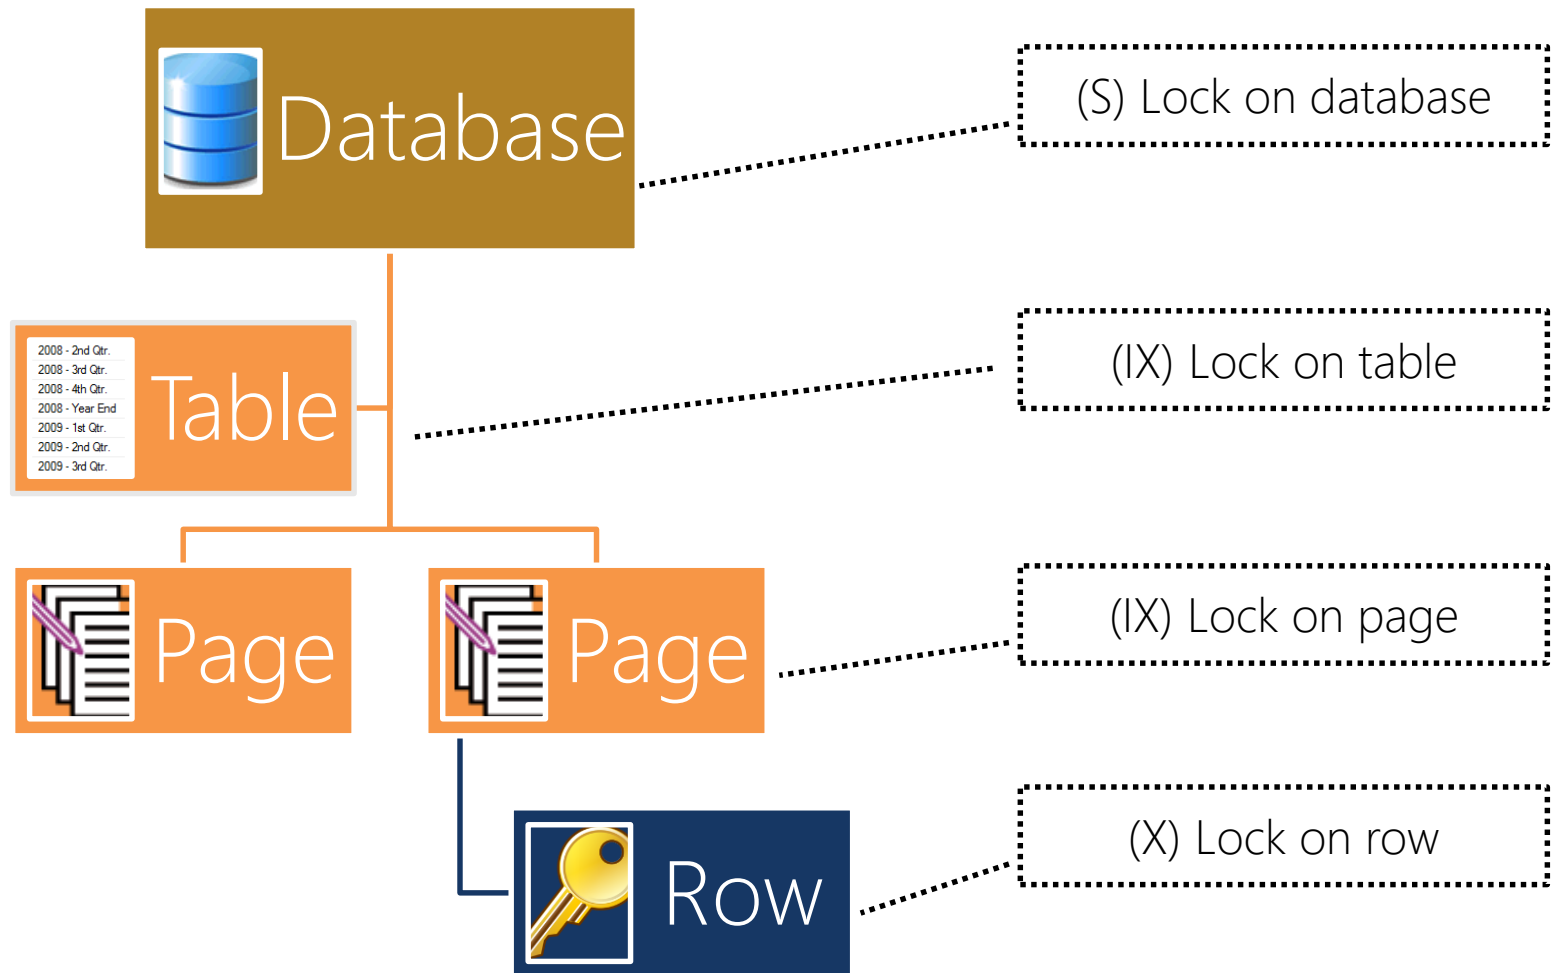 Database
(S) Lock on database
2008 - 2nd Qtr.
2008 - 3rd Qtr.
2008 - 4th Qtr.
2008 - Year End
2009 - 1st Qtr.
2009 - 2nd Qtr.
2009 - 3rd Qtr.
Table
(IX) Lock on table
Page
Page
(IX) Lock on page
Row
(X) Lock on row